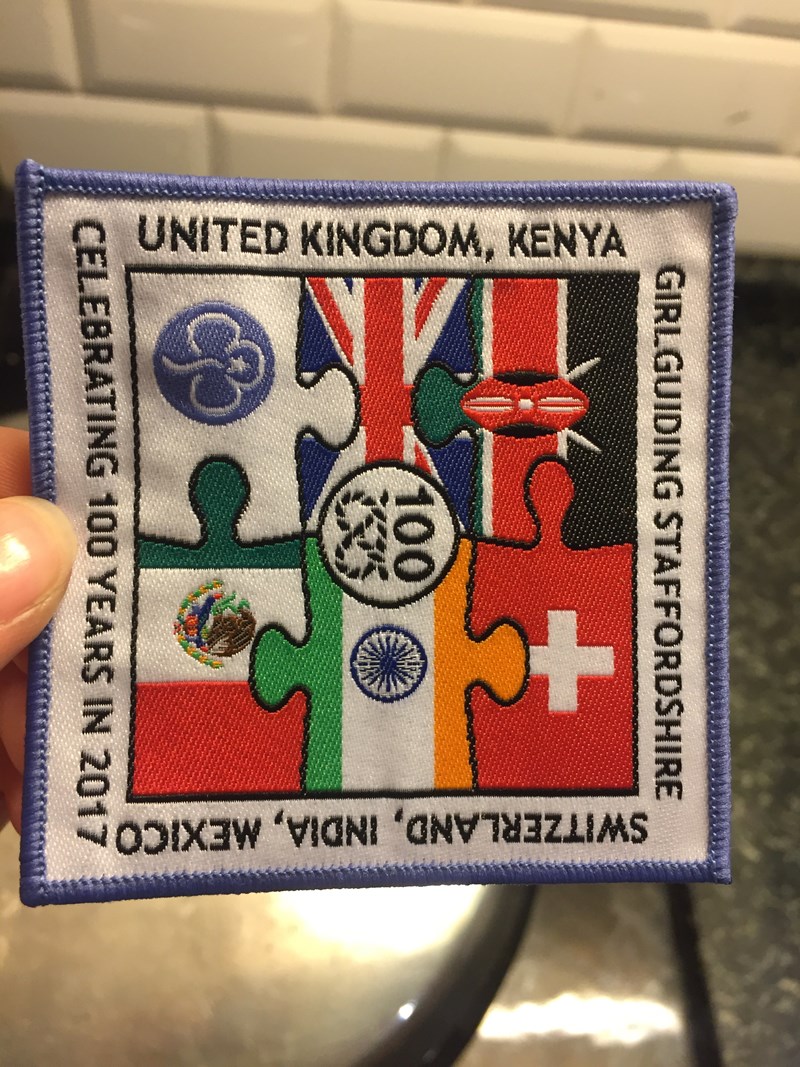 UNITED KINGDOM, KENYA
GIRLGUIDING STAFFORDSHIRE
SWITZERLAND, INDIA, MEXICO
CELEBRATING 100 YEARS IN 2017
100